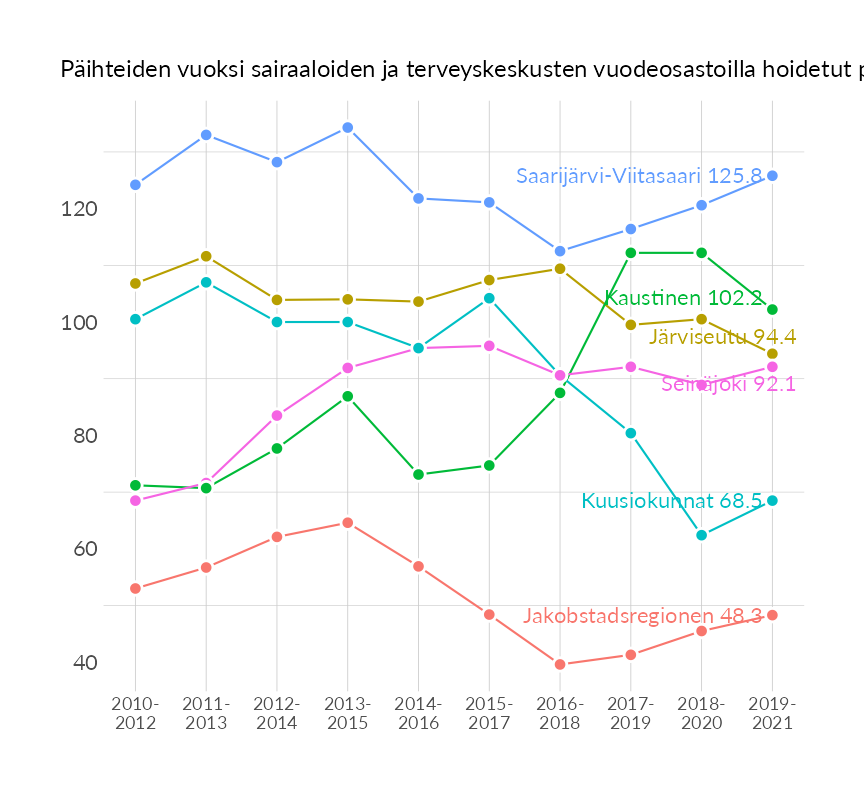 Päihteiden vuoksi sairaaloiden ja terveyskeskusten vuodeosastoilla hoidetut
Saarijärvi-Viitasaari 125.8
120
Kaustinen 102.2
100
Järviseutu 94.4
Seinäjoki 92.1
80
Kuusiokunnat 68.5
60
Jakobstadsregionen 48.3
40
2010-2012
2011-2013
2012-2014
2013-2015
2014-2016
2015-2017
2016-2018
2017-2019
2018-2020
2019-2021